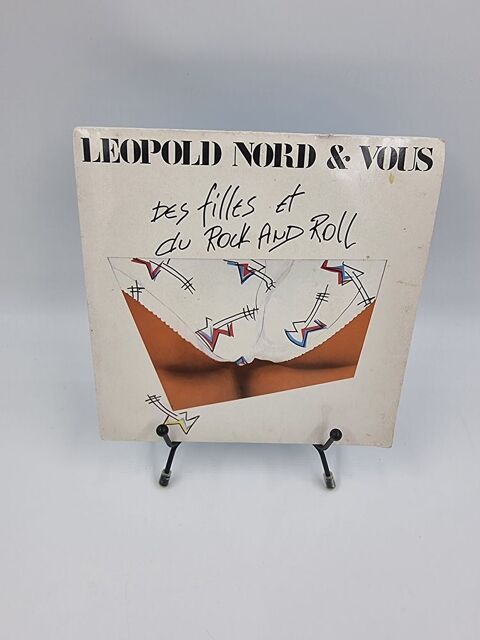 LEOPOLD NORD & VOUS
DES filles et
du ROCK AND ROLL